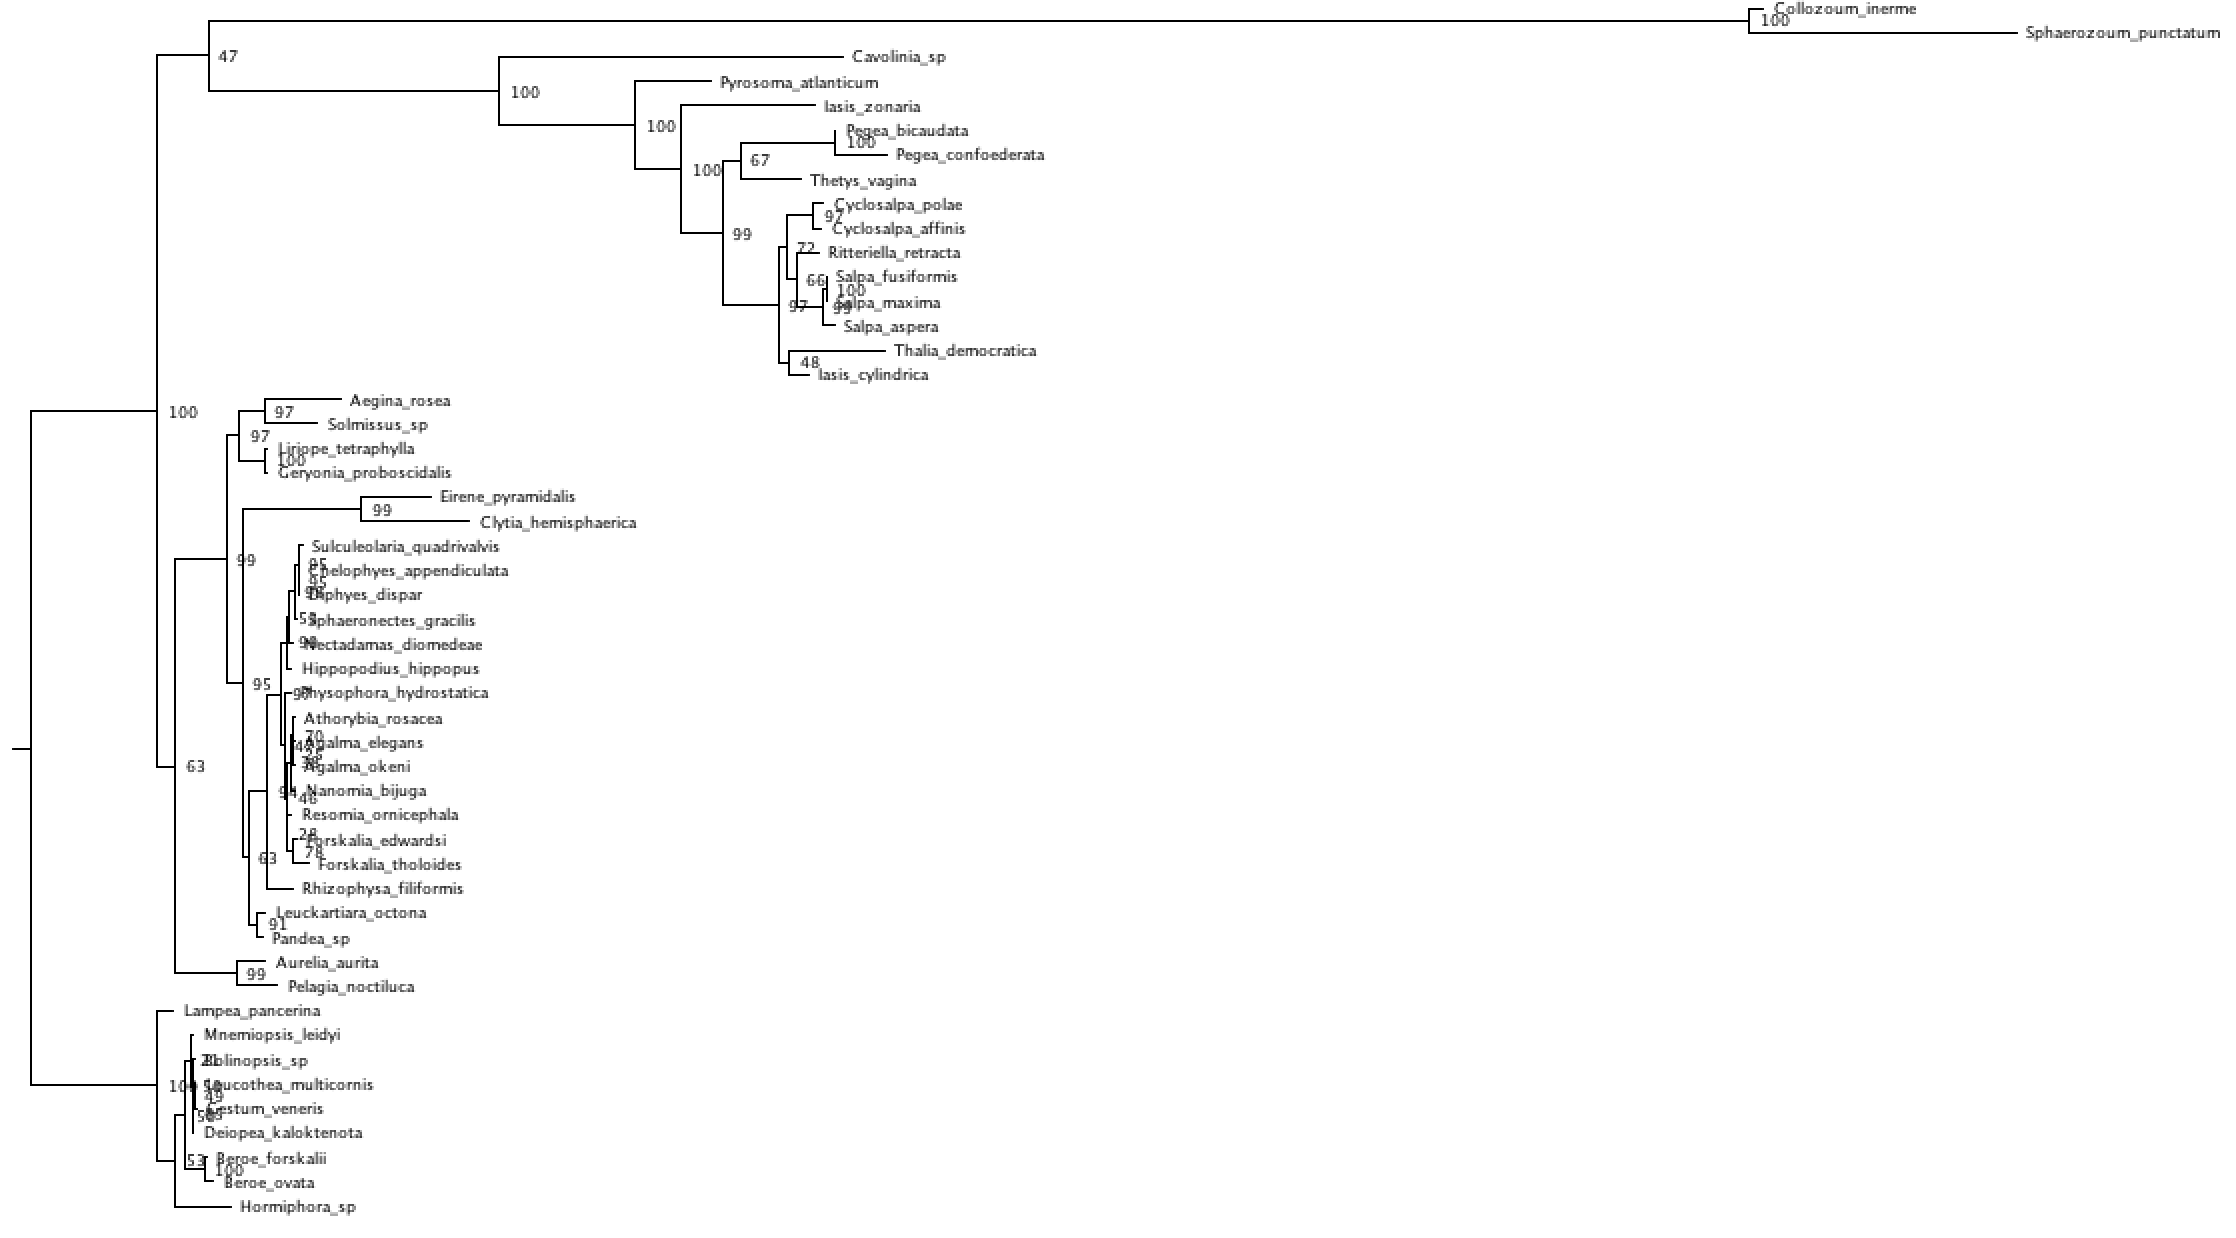 Collozoum_inerme
100
Sphaerozoum_punctatum
47
Cavolinia_sp
Pyrosoma_atlanticum
100
Iasis_zonaria
100
Pegea_bicaudata
100
Pegea_confoederata
67
100
Thetys_vagina
Cyclosalpa_polae
97
Cyclosalpa_affinis
99
72
Ritteriella_retracta
Salpa_fusiformis
66
100
Salpa_maxima
97
99
Salpa_aspera
Thalia_democratica
48
Iasis_cylindrica
Aegina_rosea
100
97
Solmissus_sp
97
Liriope_tetraphylla
100
Geryonia_proboscidalis
Eirene_pyramidalis
99
Clytia_hemisphaerica
Sulculeolaria_quadrivalvis
99
Chelophyes_appendiculata
Diphyes_dispar
Sphaeronectes_gracilis
Nectadamas_diomedeae
Hippopodius_hippopus
95
Physophora_hydrostatica
Athorybia_rosacea
70
Agalma_elegans
63
Agalma_okeni
Nanomia_bijuga
46
Resomia_ornicephala
28
Forskalia_edwardsi
78
63
Forskalia_tholoides
Rhizophysa_filiformis
Leuckartiara_octona
91
Pandea_sp
Aurelia_aurita
99
Pelagia_noctiluca
Lampea_pancerina
Mnemiopsis_leidyi
Bolinopsis_sp
100
Leucothea_multicornis
49
Cestum_veneris
Deiopea_kaloktenota
53
Beroe_forskalii
100
Beroe_ovata
Hormiphora_sp